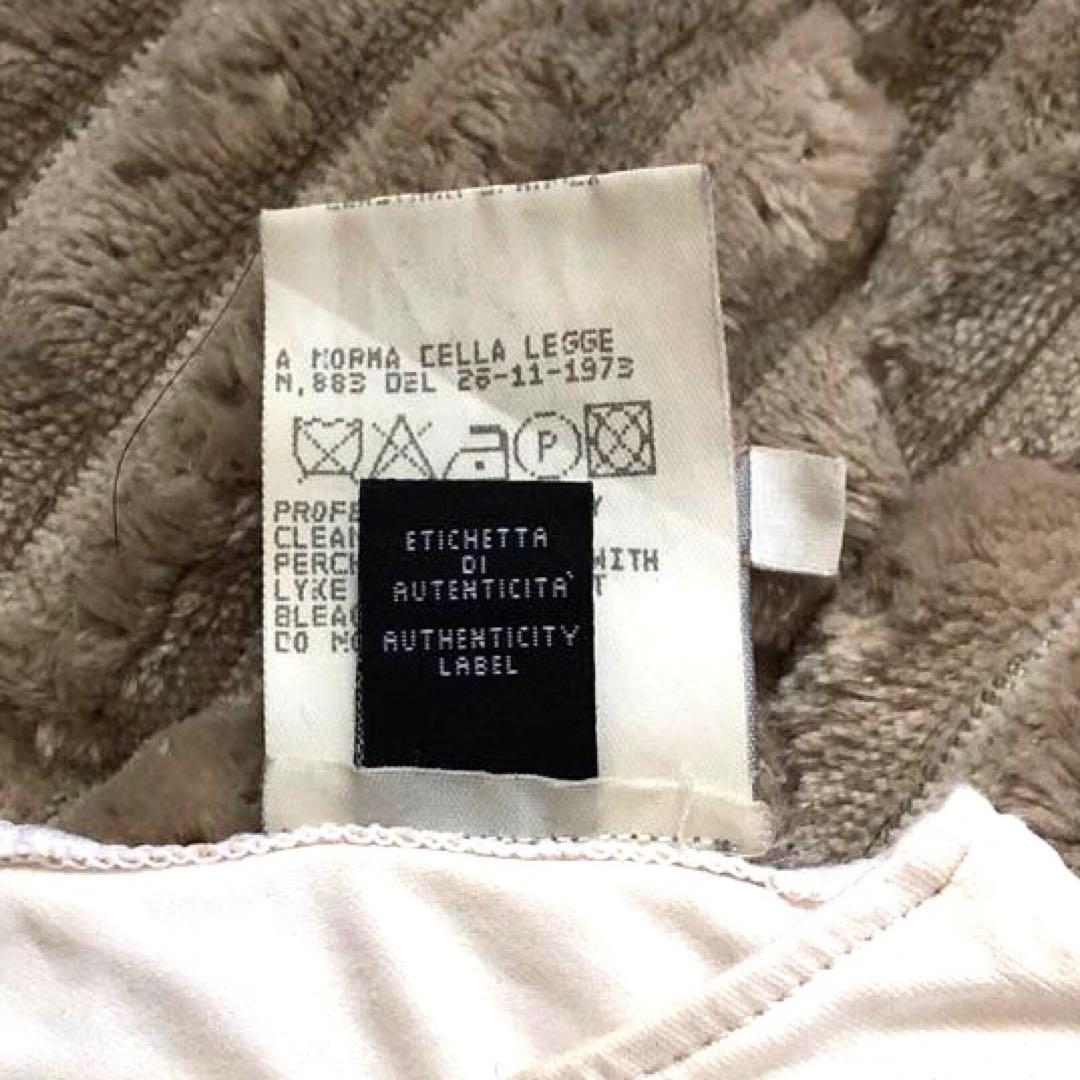 A NORMA CELLA LEGGE
N,883 DEL 26-11-1973
P
PROFE
CLEAN
PERCH WITH
LYKE T
BLEAC
CO NO
ETICHETTA
DI
AUTENTICITA'
AUTHENTICITY
LABEL